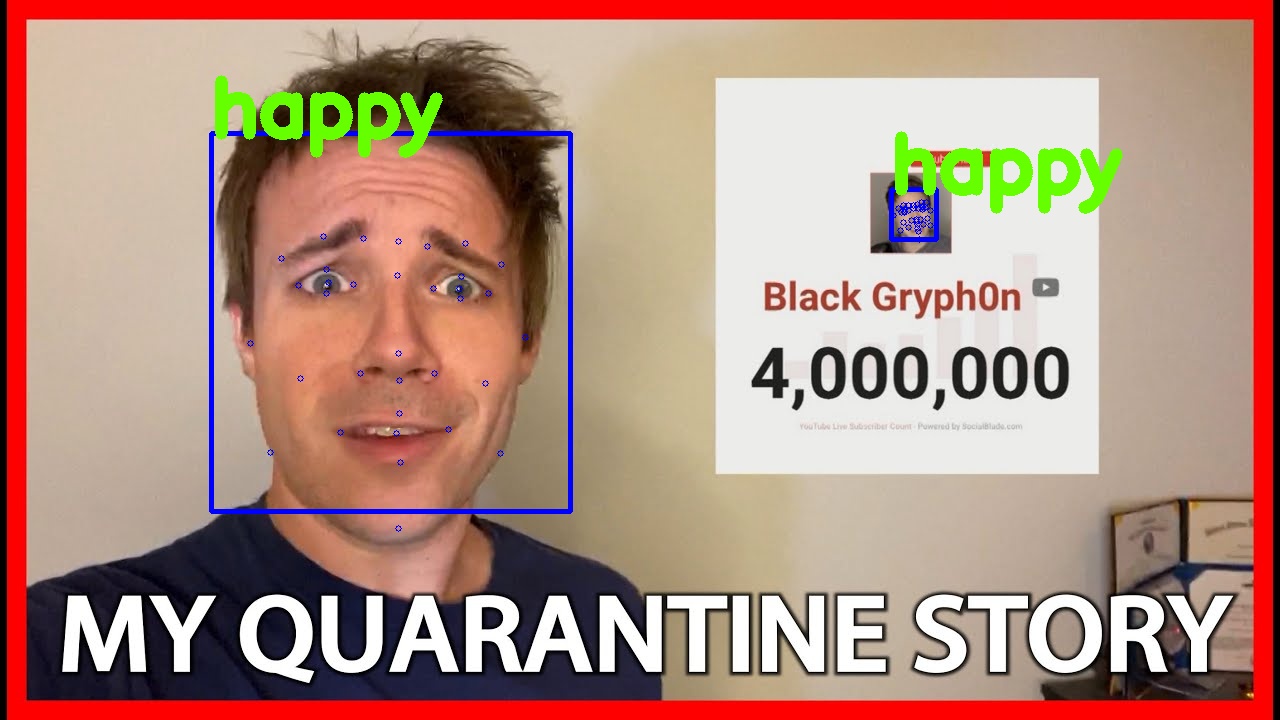 happy
happy
Black Gryph0n
4,000,000
YouTube Live Subscriber Count - Powered by SocialBlade.com
MY QUARANTINE STORY